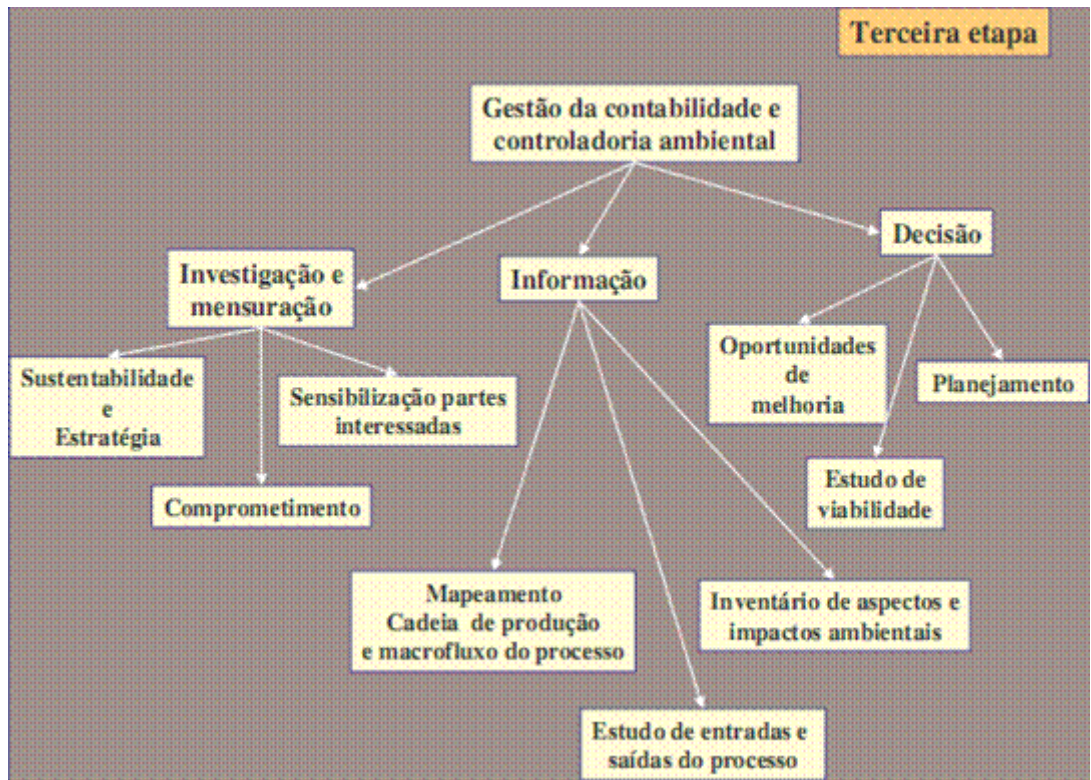 Terceira etapa
Gestão da contabilidade e
controladoria ambiental
Decisão
Investigação e
mensuração
Informação
Oportunidades
de
melhoria
Planejamento
Sustentabilidade
e
Estratégia
Sensibilização partes
interessadas
Estudo de
viabilidade
Comprometimento
Mapeamento
Cadeia de produção
e macrofluxo do processo
Inventário de aspectos e
impactos ambientais
Estudo de entradas e
saídas do processo